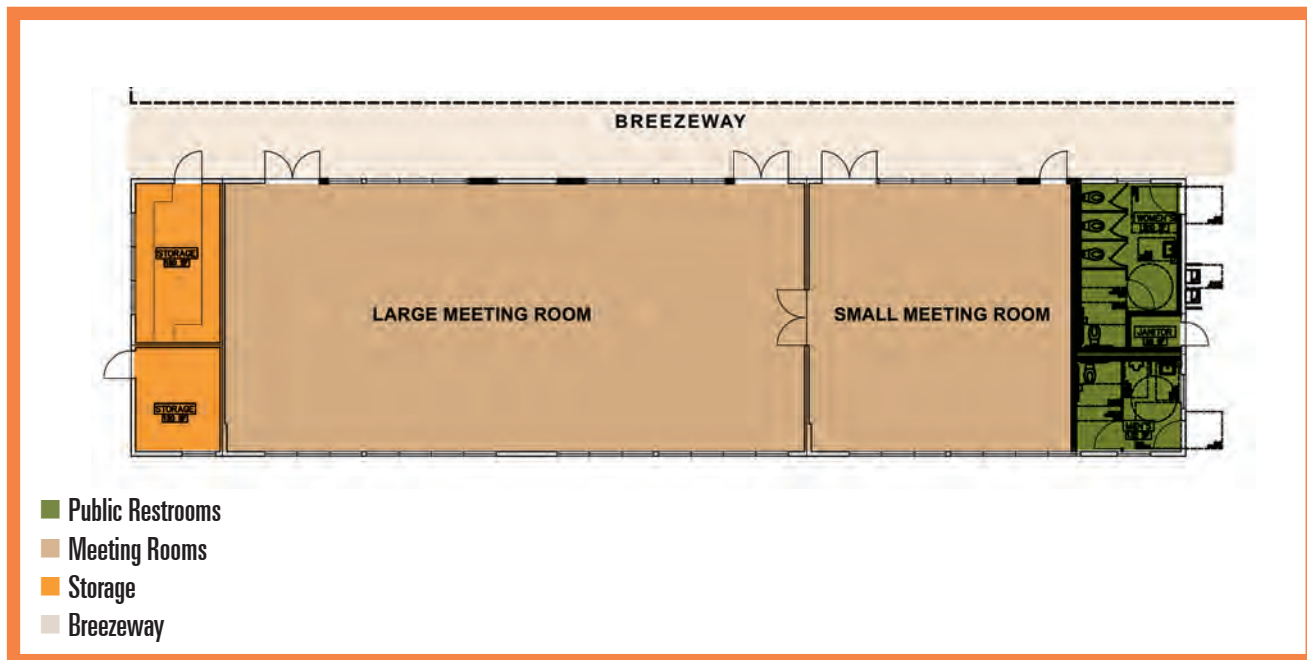 BREEZEWAY
STORAGE
WOMEN'S
LARGE MEETING ROOM
SMALL MEETING ROOM
JANITOR
STORAGE
MEN'S
Public Restrooms
Meeting Rooms
Storage
Breezeway